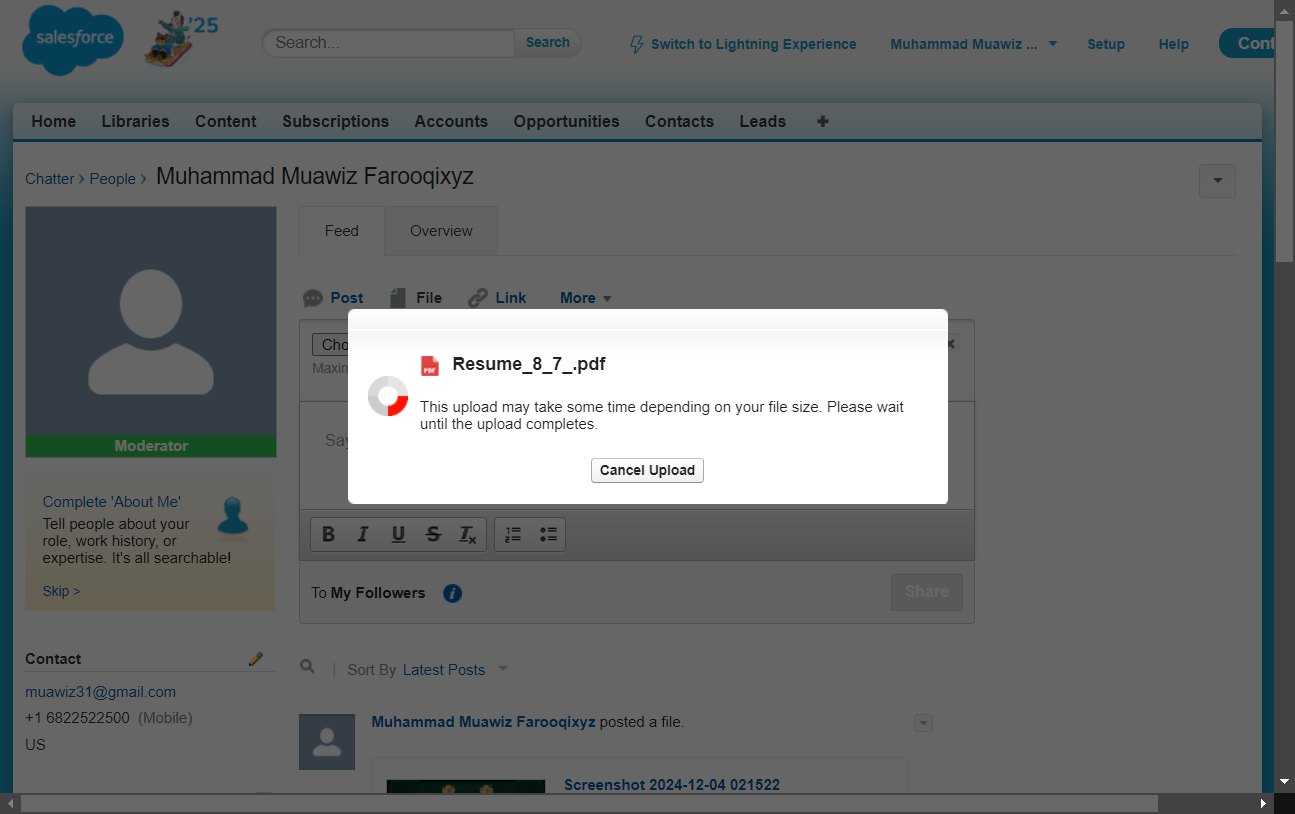 salesforce
'25
Search...
Search
Switch to Lightning Experience
Muhammad Muawiz ...
Setup
Help
Cont
Home
Libraries
Content
Subscriptions
Accounts
Opportunities
Contacts
Leads
Chatter › People › Muhammad Muawiz Farooqixyz
Feed
Overview
Post
File
Link
More
Cho
Maxim
Resume_8_7_.pdf
This upload may take some time depending on your file size. Please wait
until the upload completes.
Cancel Upload
Say
Moderator
Complete 'About Me'
Tell people about your
role, work history, or
expertise. It's all searchable!
Skip >
To My Followers
Share
Contact
muawiz31@gmail.com
+1 6822522500 (Mobile)
US
Sort By Latest Posts
Muhammad Muawiz Farooqixyz posted a file.
Screenshot 2024-12-04 021522